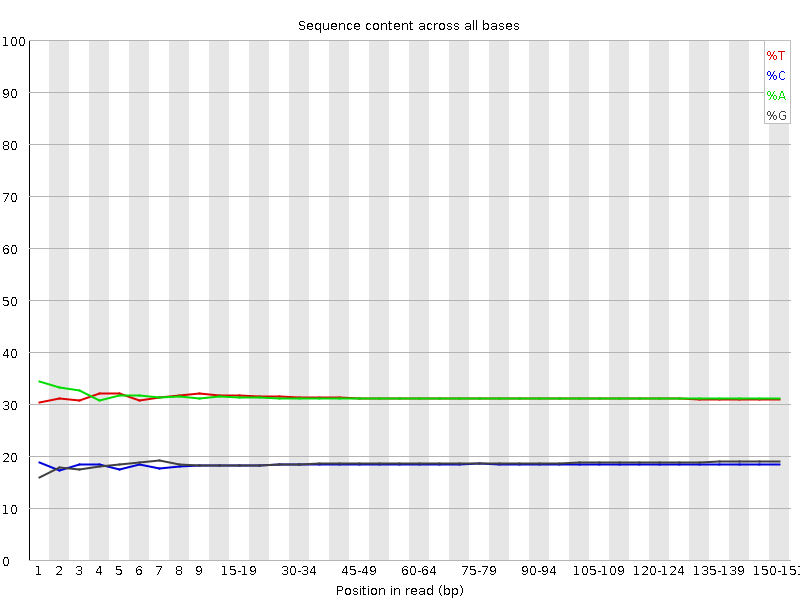 Sequence content across all bases
100
90
80
70
60
50
40
30
20
10
0
%T
%C
%A
%G
1 2 3 4 5 6 7 8 9 15-19 30-34 45-49 60-64 75-79 90-94 105-109 120-124 135-139 150-151
Position in read (bp)